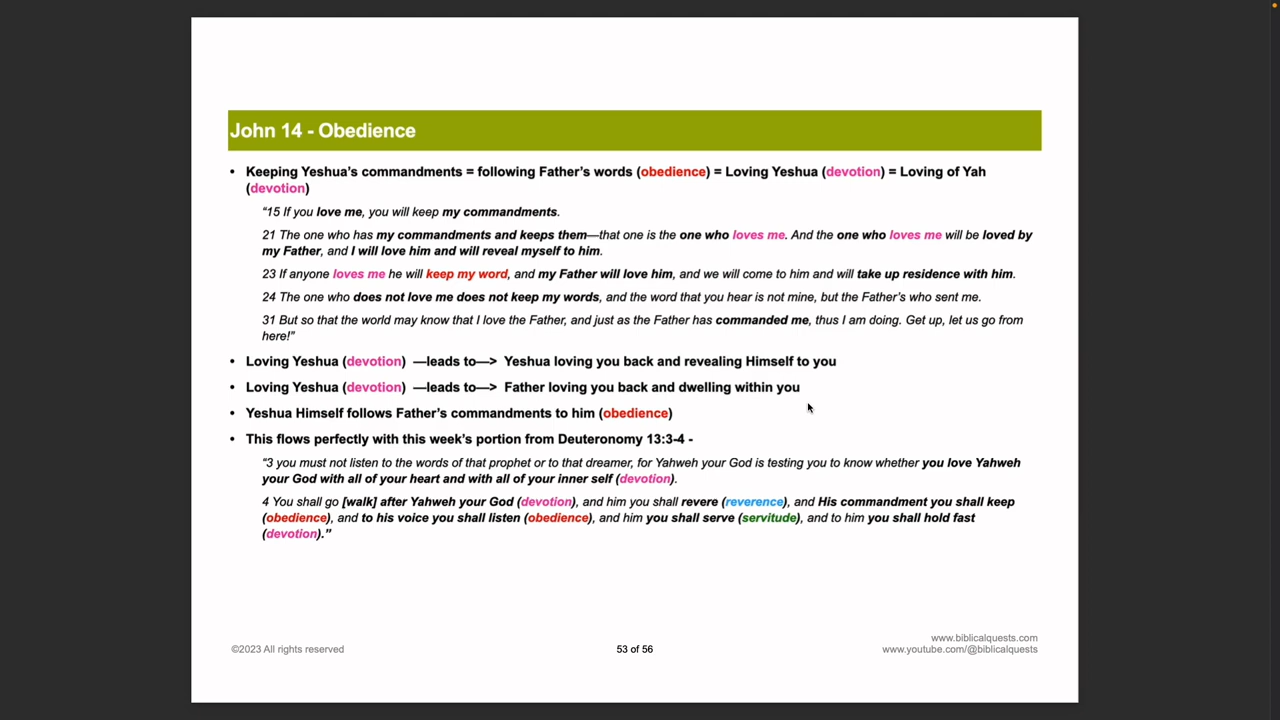 John 14 - Obedience
• Keeping Yeshua's commandments = following Father's words (obedience) = Loving Yeshua (devotion) = Loving of Yah
(devotion)
"15 If you love me, you will keep my commandments.
21 The one who has my commandments and keeps them—that one is the one who loves me. And the one who loves me will be loved by
my Father, and I will love him and will reveal myself to him.
23 If anyone loves me he will keep my word, and my Father will love him, and we will come to him and will take up residence with him.
24 The one who does not love me does not keep my words, and the word that you hear is not mine, but the Father's who sent me.
31 But so that the world may know that I love the Father, and just as the Father has commanded me, thus I am doing. Get up, let us go from
here!"
• Loving Yeshua (devotion) —leads to—> Yeshua loving you back and revealing Himself to you
• Loving Yeshua (devotion) —leads to—> Father loving you back and dwelling within you
• Yeshua Himself follows Father's commandments to him (obedience)
• This flows perfectly with this week's portion from Deuteronomy 13:3-4 -
"3 you must not listen to the words of that prophet or to that dreamer, for Yahweh your God is testing you to know whether you love Yahweh
your God with all of your heart and with all of your inner self (devotion).
4 You shall go [walk] after Yahweh your God (devotion), and him you shall revere (reverence), and His commandment you shall keep
(obedience), and to his voice you shall listen (obedience), and him you shall serve (servitude), and to him you shall hold fast
(devotion)."
www.biblicalquests.com
©2023 All rights reserved 53 of 56 www.youtube.com/@biblicalquests